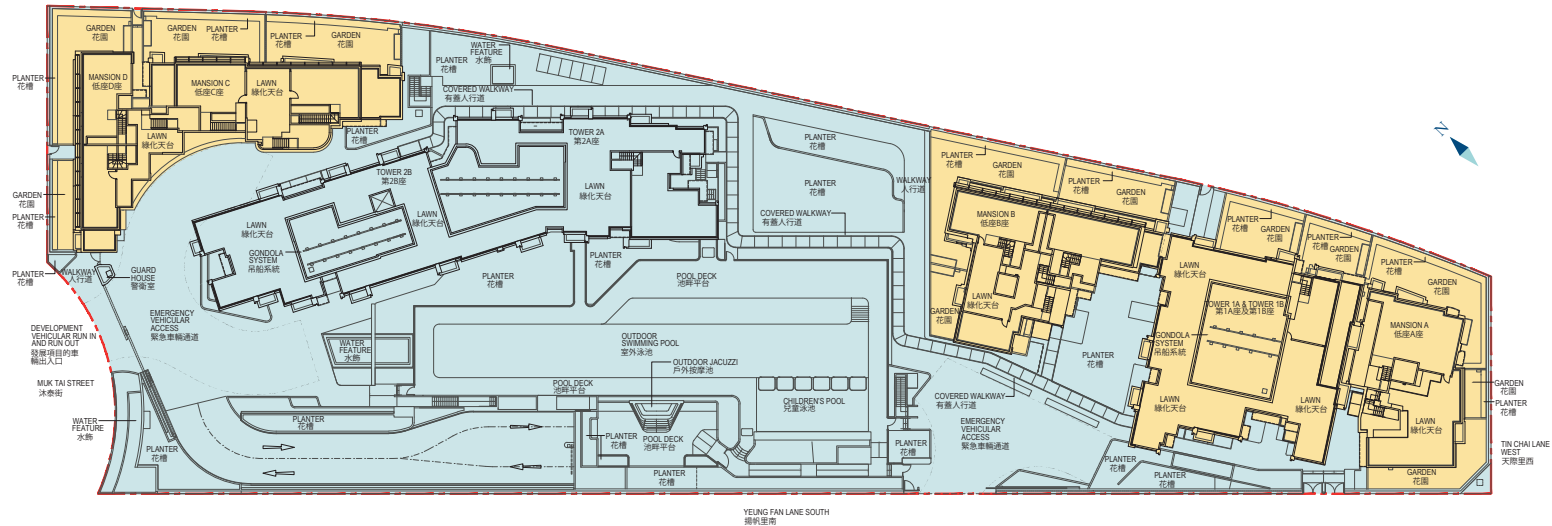 GARDEN
花園
GARDEN
花園
PLANTER
花槽
PLANTER
花槽
GARDEN
花園
WATER
FEATURE
水飾
PLANTER
花槽
PLANTER
花槽
MANSION D
低座D座
MANSION C
低座C座
LAWN
綠化天台
COVERED WALKWAY
有蓋人行道
LAWN
綠化天台
PLANTER
花槽
TOWER 2A
第2A座
PLANTER
花槽
N
TOWER 2B
第2B座
LAWN
綠化天台
PLANTER
花槽
WALKWAY
人行道
PLANTER
花槽
GARDEN
花園
PLANTER
花槽
GARDEN
花園
GARDEN
花園
PLANTER
花槽
LAWN
綠化天台
LAWN
綠化天台
COVERED WALKWAY
有蓋人行道
MANSION B
低座B座
PLANTER
花槽
GARDEN
花園
PLANTER
花槽
GARDEN
花園
PLANTER
花槽
GARDEN
花園
GONDOLA
SYSTEM
吊船系統
PLANTER
花槽
PLANTER
花槽
WALKWAY
人行道
GUARD
HOUSE
警衛室
PLANTER
花槽
POOL DECK
池畔平台
LAWN
綠化天台
LAWN
綠化天台
TOWER 1A & TOWER 1B
第1A座及第1B座
GARDEN
花園
GONDOLA
SYSTEM
吊船系統
MANSION A
低座A座
EMERGENCY
VEHICULAR
ACCESS
緊急車輛通道
DEVELOPMENT
VEHICULAR RUN IN
AND RUN OUT
發展項目的車
輛出入口
WATER
FEATURE
水飾
OUTDOOR
SWIMMING POOL
室外泳池
OUTDOOR JACUZZI
戶外按摩池
PLANTER
花槽
MUK TAI STREET
沐泰街
POOL DECK
池畔平台
CHILDREN'S POOL
兒童泳池
COVERED WALKWAY
有蓋人行道
GARDEN
花園
PLANTER
花槽
WATER
FEATURE
水飾
PLANTER
花槽
PLANTER
花槽
PLANTER
花槽
POOL DECK
池畔平台
PLANTER
花槽
EMERGENCY
VEHICULAR
ACCESS
緊急車輛通道
LAWN
綠化天台
LAWN
綠化天台
LAWN
綠化天台
TIN CHAI LANE
WEST
天際里西
PLANTER
花槽
PLANTER
花槽
PLANTER
花槽
GARDEN
花園
YEUNG FAN LANE SOUTH
揚帆里南